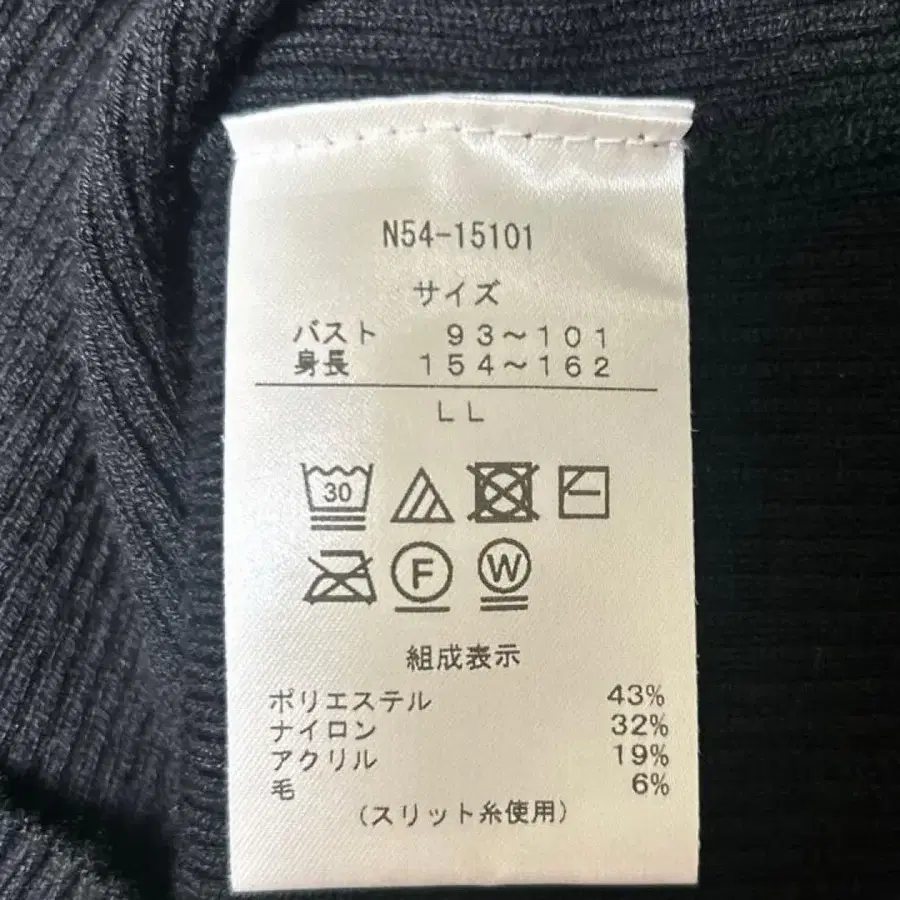 N54-15101
サイズ
バスト 93～101
身長 154～162
LL
30
F W
組成表示
ポリエステル 43%
ナイロン 32%
アクリル 19%
毛 6%
(スリット糸使用)